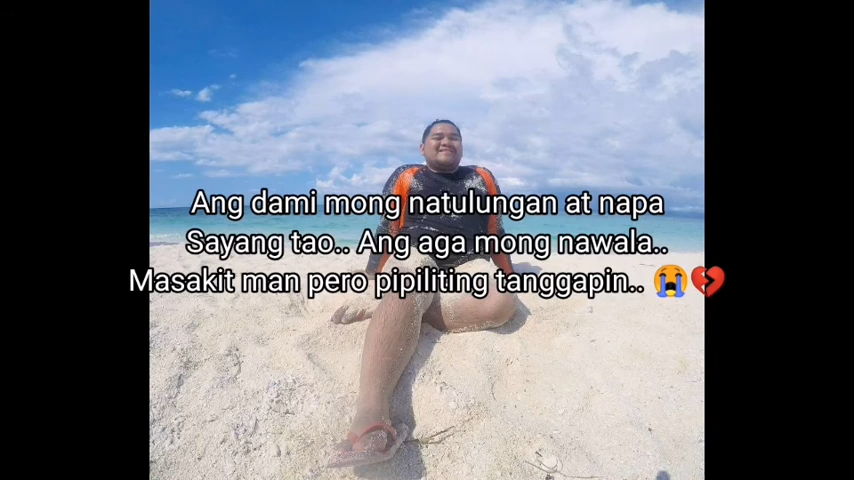 Ang dami mong natulungan at napa
Sayang tao.. Ang aga mong nawala..
Masakit man pero pipiliting tanggapin.. 😭💔